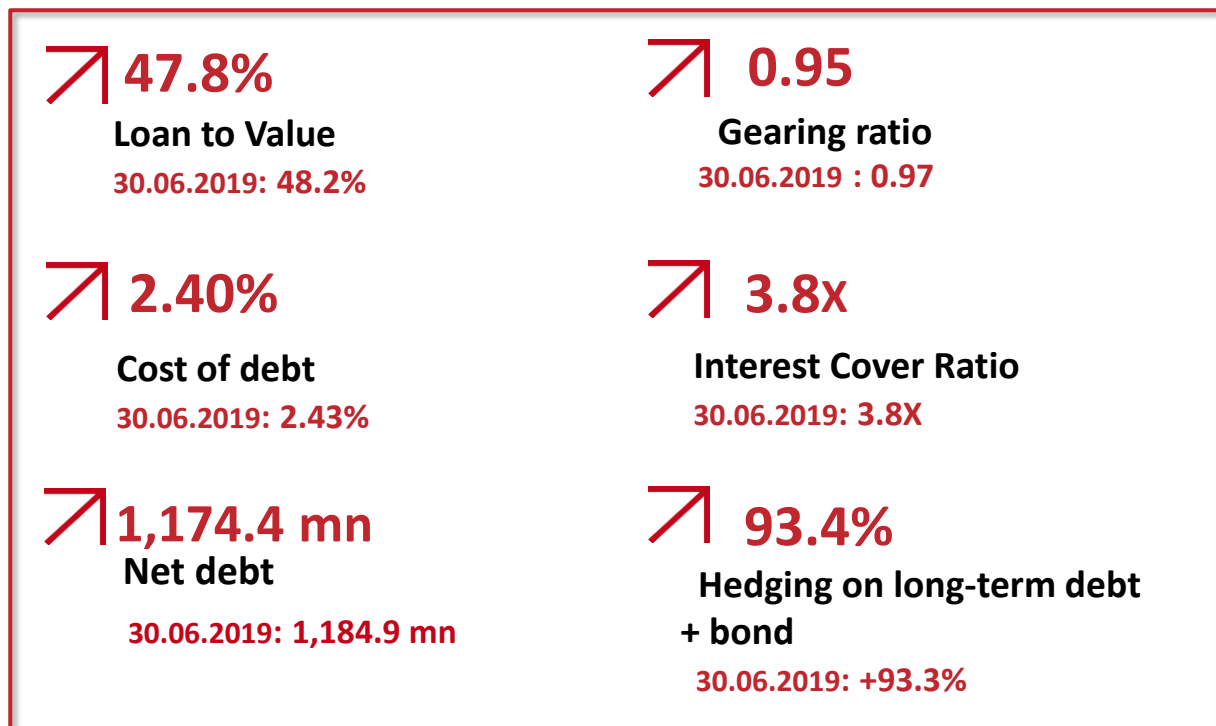 47.8%
Loan to Value
30.06.2019: 48.2%
0.95
Gearing ratio
30.06.2019 : 0.97
2.40%
Cost of debt
30.06.2019: 2.43%
3.8X
Interest Cover Ratio
30.06.2019: 3.8X
1,174.4 mn
Net debt
30.06.2019: 1,184.9 mn
93.4%
Hedging on long-term debt
+ bond
30.06.2019: +93.3%